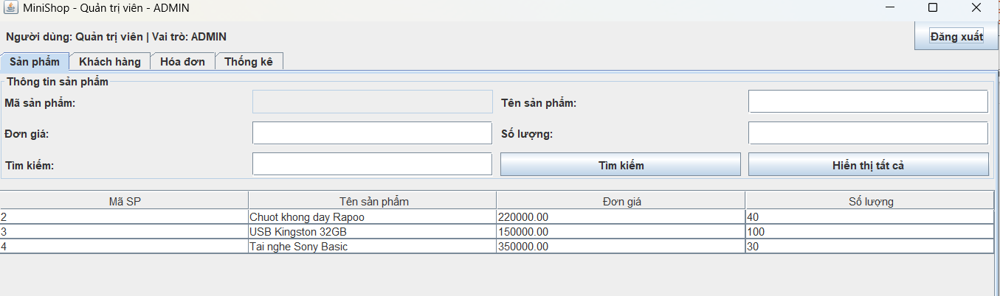 MiniShop - Quản trị viên - ADMIN
Người dùng: Quản trị viên | Vai trò: ADMIN
Đăng xuất
Sản phẩm Khách hàng Hóa đơn Thống kê
Thông tin sản phẩm
Mã sản phẩm: Tên sản phẩm:
Đơn giá: Số lượng:
Tìm kiếm: Tìm kiếm Hiển thị tất cả
Mã SP Tên sản phẩm Đơn giá Số lượng
2 Chuot khong day Rapoo 220000.00 40
3 USB Kingston 32GB 150000.00 100
4 Tai nghe Sony Basic 350000.00 30